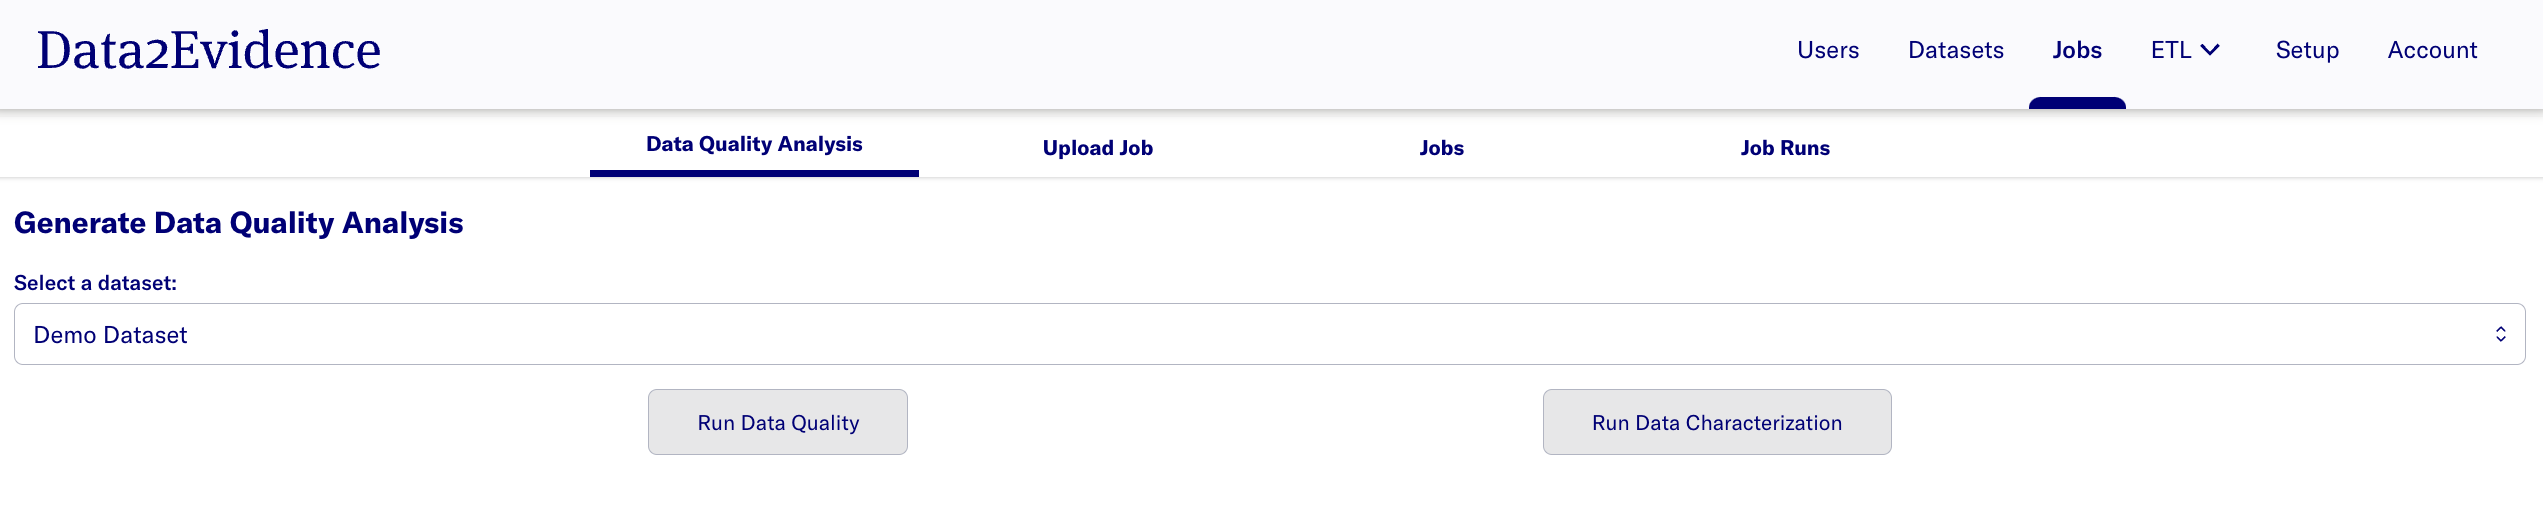 Data2Evidence Users Datasets Jobs ETL Setup Account
Data Quality Analysis Upload Job Jobs Job Runs
Generate Data Quality Analysis
Select a dataset:
Demo Dataset
Run Data Quality Run Data Characterization